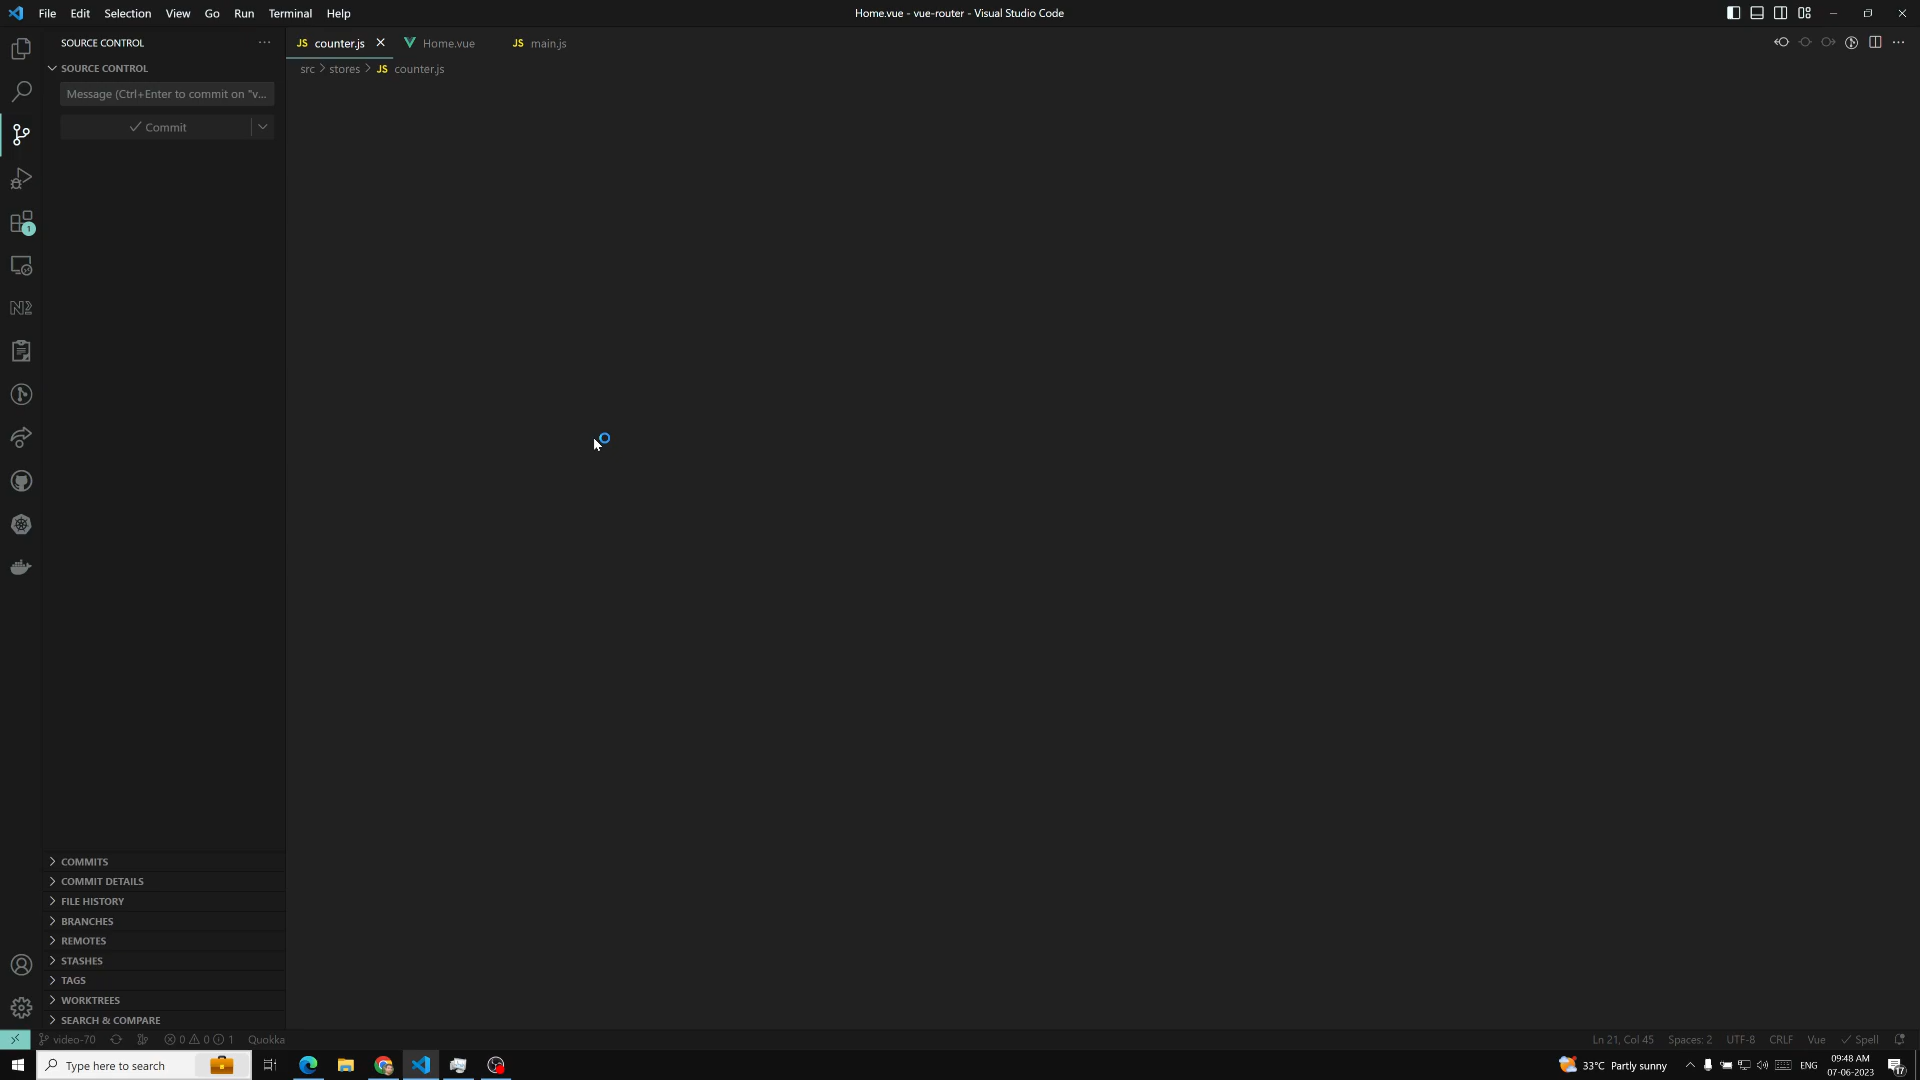 File Edit Selection View Go Run Terminal Help
Home.vue - vue-router - Visual Studio Code
SOURCE CONTROL
JS counter.js
Home.vue
JS main.js
SOURCE CONTROL
src > stores > JS counter.js
Message (Ctrl+Enter to commit on "v...
Commit
1
COMMITS
COMMIT DETAILS
FILE HISTORY
BRANCHES
REMOTES
STASHES
TAGS
WORKTREES
SEARCH & COMPARE
video-70
0 0 1
Quokka
Ln 21, Col 45
Spaces: 2
UTF-8
CRLF
Vue
Spell
Type here to search
33°C Partly sunny
ENG
09:48 AM
07-06-2023
17